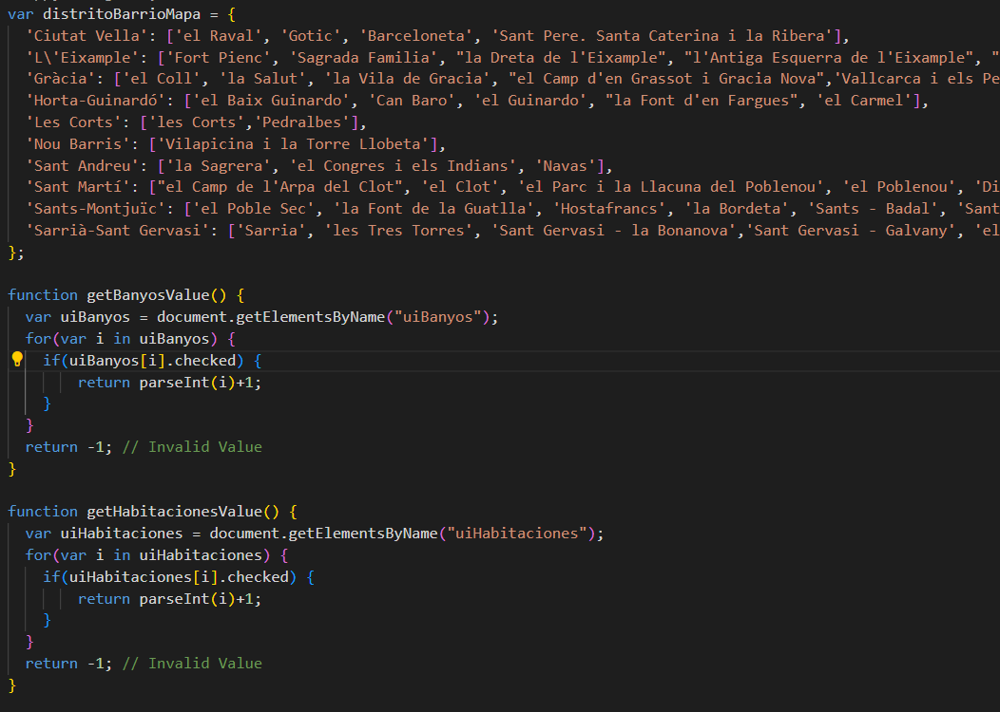 var distritoBarrioMapa = {
'Ciutat Vella': ['el Raval', 'Gotic', 'Barceloneta', 'Sant Pere. Santa Caterina i la Ribera'],
'L\'Eixample': ['Fort Pienc', 'Sagrada Familia', "la Dreta de l'Eixample", "l'Antiga Esquerra de l'Eixample", "
'Gràcia': ['el Coll', 'la Salut', 'la Vila de Gracia', "el Camp d'en Grassot i Gracia Nova",'Vallcarca i els Pe
'Horta-Guinardó': ['el Baix Guinardo', 'Can Baro', 'el Guinardo', "la Font d'en Fargues", 'el Carmel'],
'Les Corts': ['les Corts','Pedralbes'],
'Nou Barris': ['Vilapicina i la Torre Llobeta'],
'Sant Andreu': ['la Sagrera', 'el Congres i els Indians', 'Navas'],
'Sant Martí': ["el Camp de l'Arpa del Clot", 'el Clot', 'el Parc i la Llacuna del Poblenou', 'el Poblenou', 'Di
'Sants-Montjuïc': ['el Poble Sec', 'la Font de la Guatlla', 'Hostafrancs', 'la Bordeta', 'Sants - Badal', 'Sant
'Sarrià-Sant Gervasi': ['Sarria', 'les Tres Torres', 'Sant Gervasi - la Bonanova','Sant Gervasi - Galvany', 'el
};
function getBanyosValue() {
var uiBanyos = document.getElementsByName("uiBanyos");
for(var i in uiBanyos) {
if(uiBanyos[i].checked) {
return parseInt(i)+1;
}
}
return -1; // Invalid Value
}
function getHabitacionesValue() {
var uiHabitaciones = document.getElementsByName("uiHabitaciones");
for(var i in uiHabitaciones) {
if(uiHabitaciones[i].checked) {
return parseInt(i)+1;
}
}
return -1; // Invalid Value
}